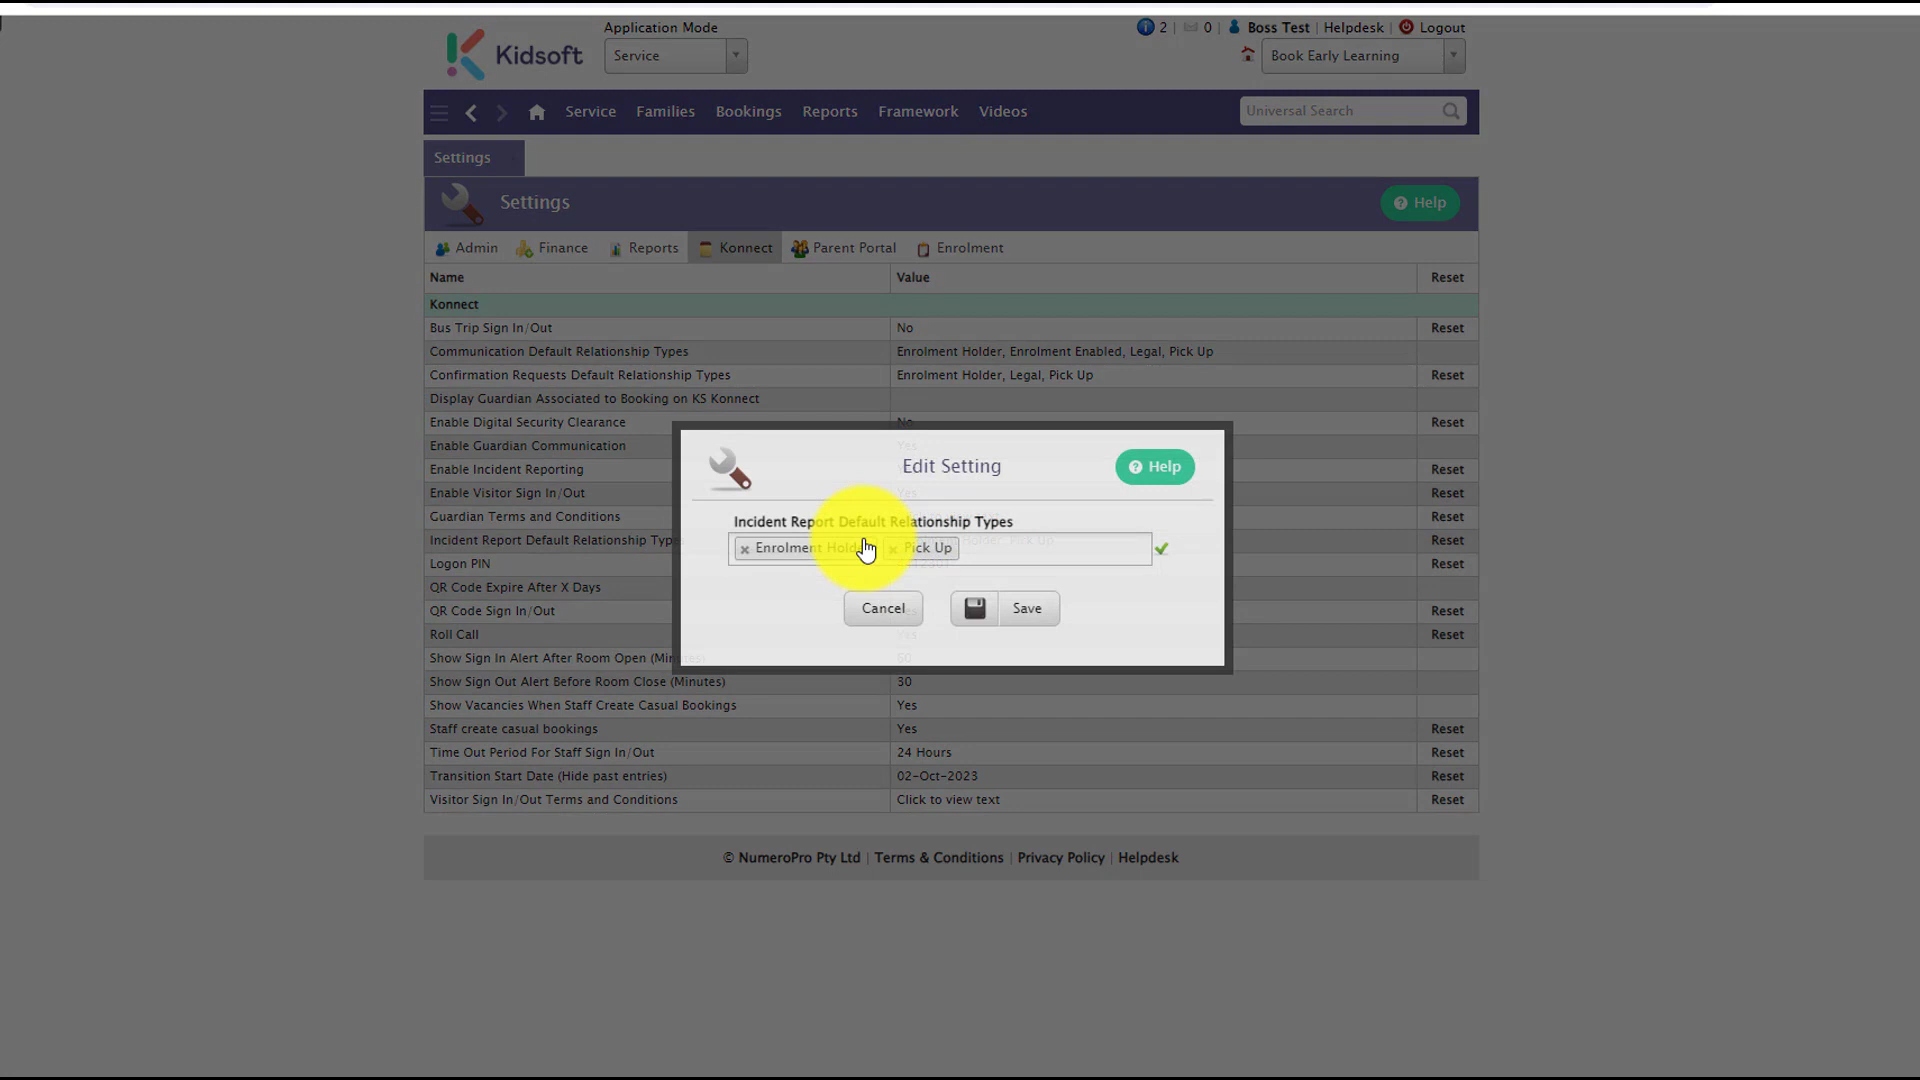 Application Mode
2 | 0 | Boss Test | Helpdesk | Logout
Kidsoft
Service
Book Early Learning
Service Families Bookings Reports Framework Videos
Universal Search
Settings
Settings
Help
Admin Finance Reports Konnect Parent Portal Enrolment
Name Value Reset
Konnect
Bus Trip Sign In/Out No Reset
Communication Default Relationship Types Enrolment Holder, Enrolment Enabled, Legal, Pick Up
Confirmation Requests Default Relationship Types Enrolment Holder, Legal, Pick Up Reset
Display Guardian Associated to Booking on KS Konnect
Enable Digital Security Clearance No Reset
Enable Guardian Communication Yes
Enable Incident Reporting Reset
Enable Visitor Sign In/Out Yes Reset
Guardian Terms and Conditions Reset
Incident Report Default Relationship Reset
Logon PIN Reset
QR Code Expire After X Days
QR Code Sign In/Out Reset
Roll Call Yes Reset
Show Sign In Alert After Room Open
Show Sign Out Alert Before Room Close (Minutes) 30
Show Vacancies When Staff Create Casual Bookings Yes
Staff create casual bookings Yes Reset
Time Out Period For Staff Sign In/Out 24 Hours Reset
Transition Start Date (Hide past entries) 02-Oct-2023 Reset
Visitor Sign In/Out Terms and Conditions Click to view text Reset
Edit Setting
Help
Incident Report Default Relationship Types
Enrolment Pick Up
Cancel Save
© NumeroPro Pty Ltd | Terms & Conditions | Privacy Policy | Helpdesk